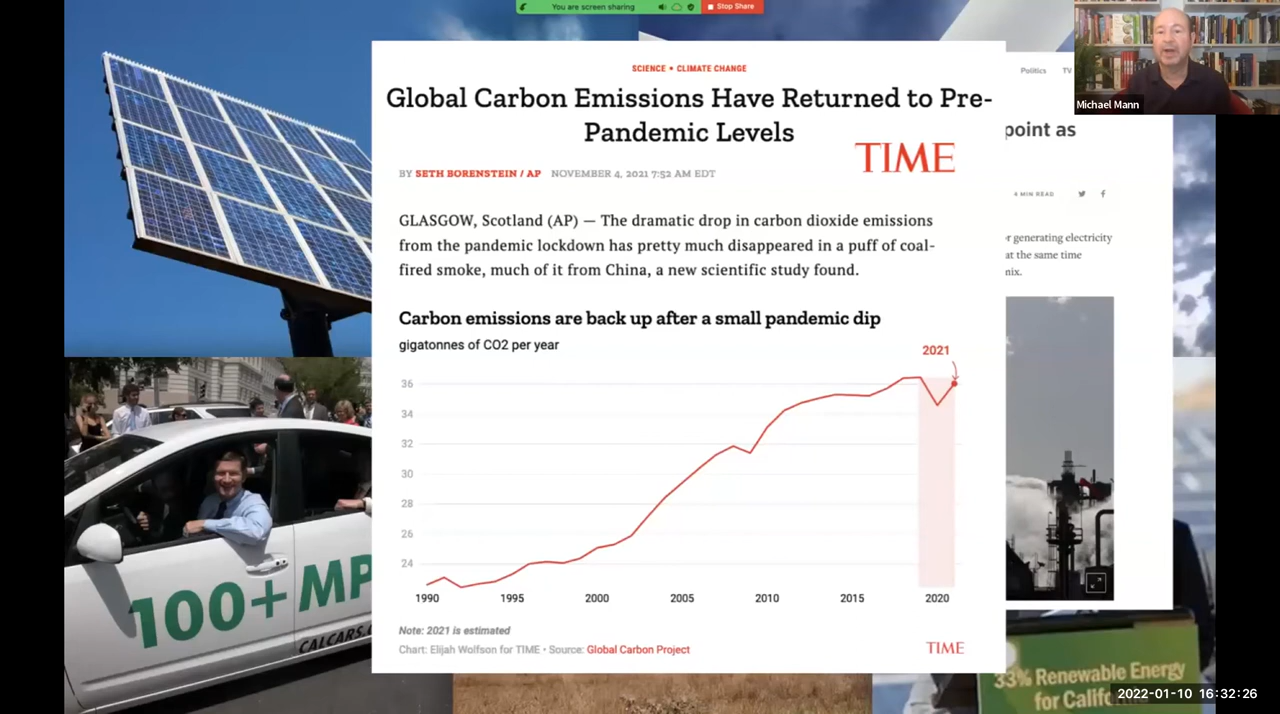 You are screen sharing
Stop Share
Michael Mann
SCIENCE • CLIMATE CHANGE
Global Carbon Emissions Have Returned to Pre-
Pandemic Levels
TIME
BY SETH BORENSTEIN / AP NOVEMBER 4, 2021 7:52 AM EDT
GLASGOW, Scotland (AP) — The dramatic drop in carbon dioxide emissions
from the pandemic lockdown has pretty much disappeared in a puff of coal-
fired smoke, much of it from China, a new scientific study found.
Carbon emissions are back up after a small pandemic dip
gigatonnes of CO2 per year
2021
36
34
32
30
28
26
24
1990 1995 2000 2005 2010 2015 2020
Note: 2021 is estimated
Chart: Elijah Wolfson for TIME • Source: Global Carbon Project
TIME
Politics TV
point as
4 MIN READ
r generating electricity
at the same time
mix.
100+ MP
CALCARS.
33% Renewable Energy
for Calif
2022-01-10 16:32:26